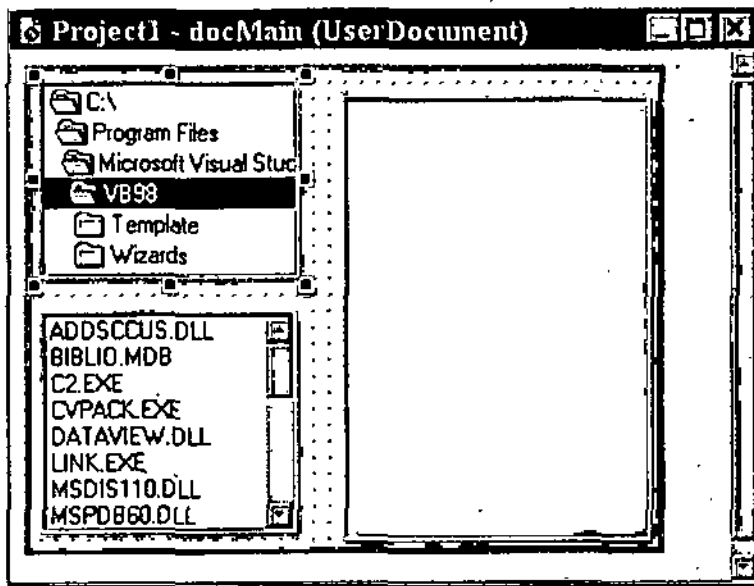 Project1 - docMain (UserDocument)
C:\
Program Files
Microsoft Visual Stuc
VB98
Template
Wizards
ADDSCCUS.DLL
BIBLIO.MDB
C2.EXE
CVPACK.EXE
DATAVIEW.DLL
LINK.EXE
MSDIS110.DLL
MSPDB60.DLL